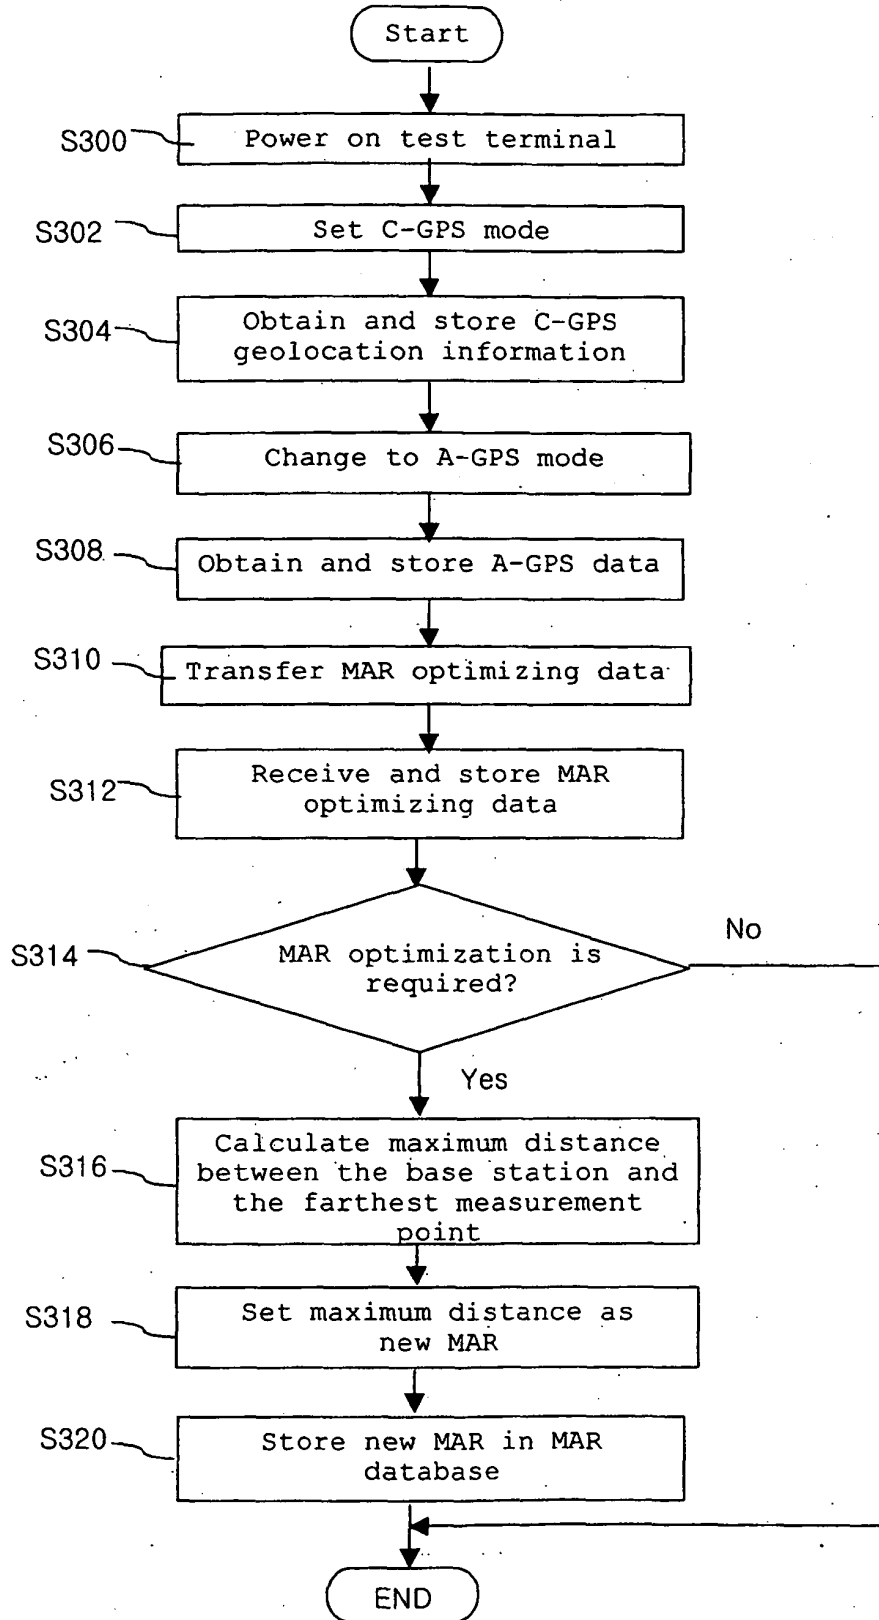 Start
S300
Power on test terminal
S302
Set C-GPS mode
S304
Obtain and store C-GPS
geolocation information
S306
Change to A-GPS mode
S308
Obtain and store A-GPS data
S310
Transfer MAR optimizing data
S312
Receive and store MAR
optimizing data
S314
MAR optimization is
required?
No
Yes
S316
Calculate maximum distance
between the base station and
the farthest measurement
point
S318
Set maximum distance as
new MAR
S320
Store new MAR in MAR
database
END